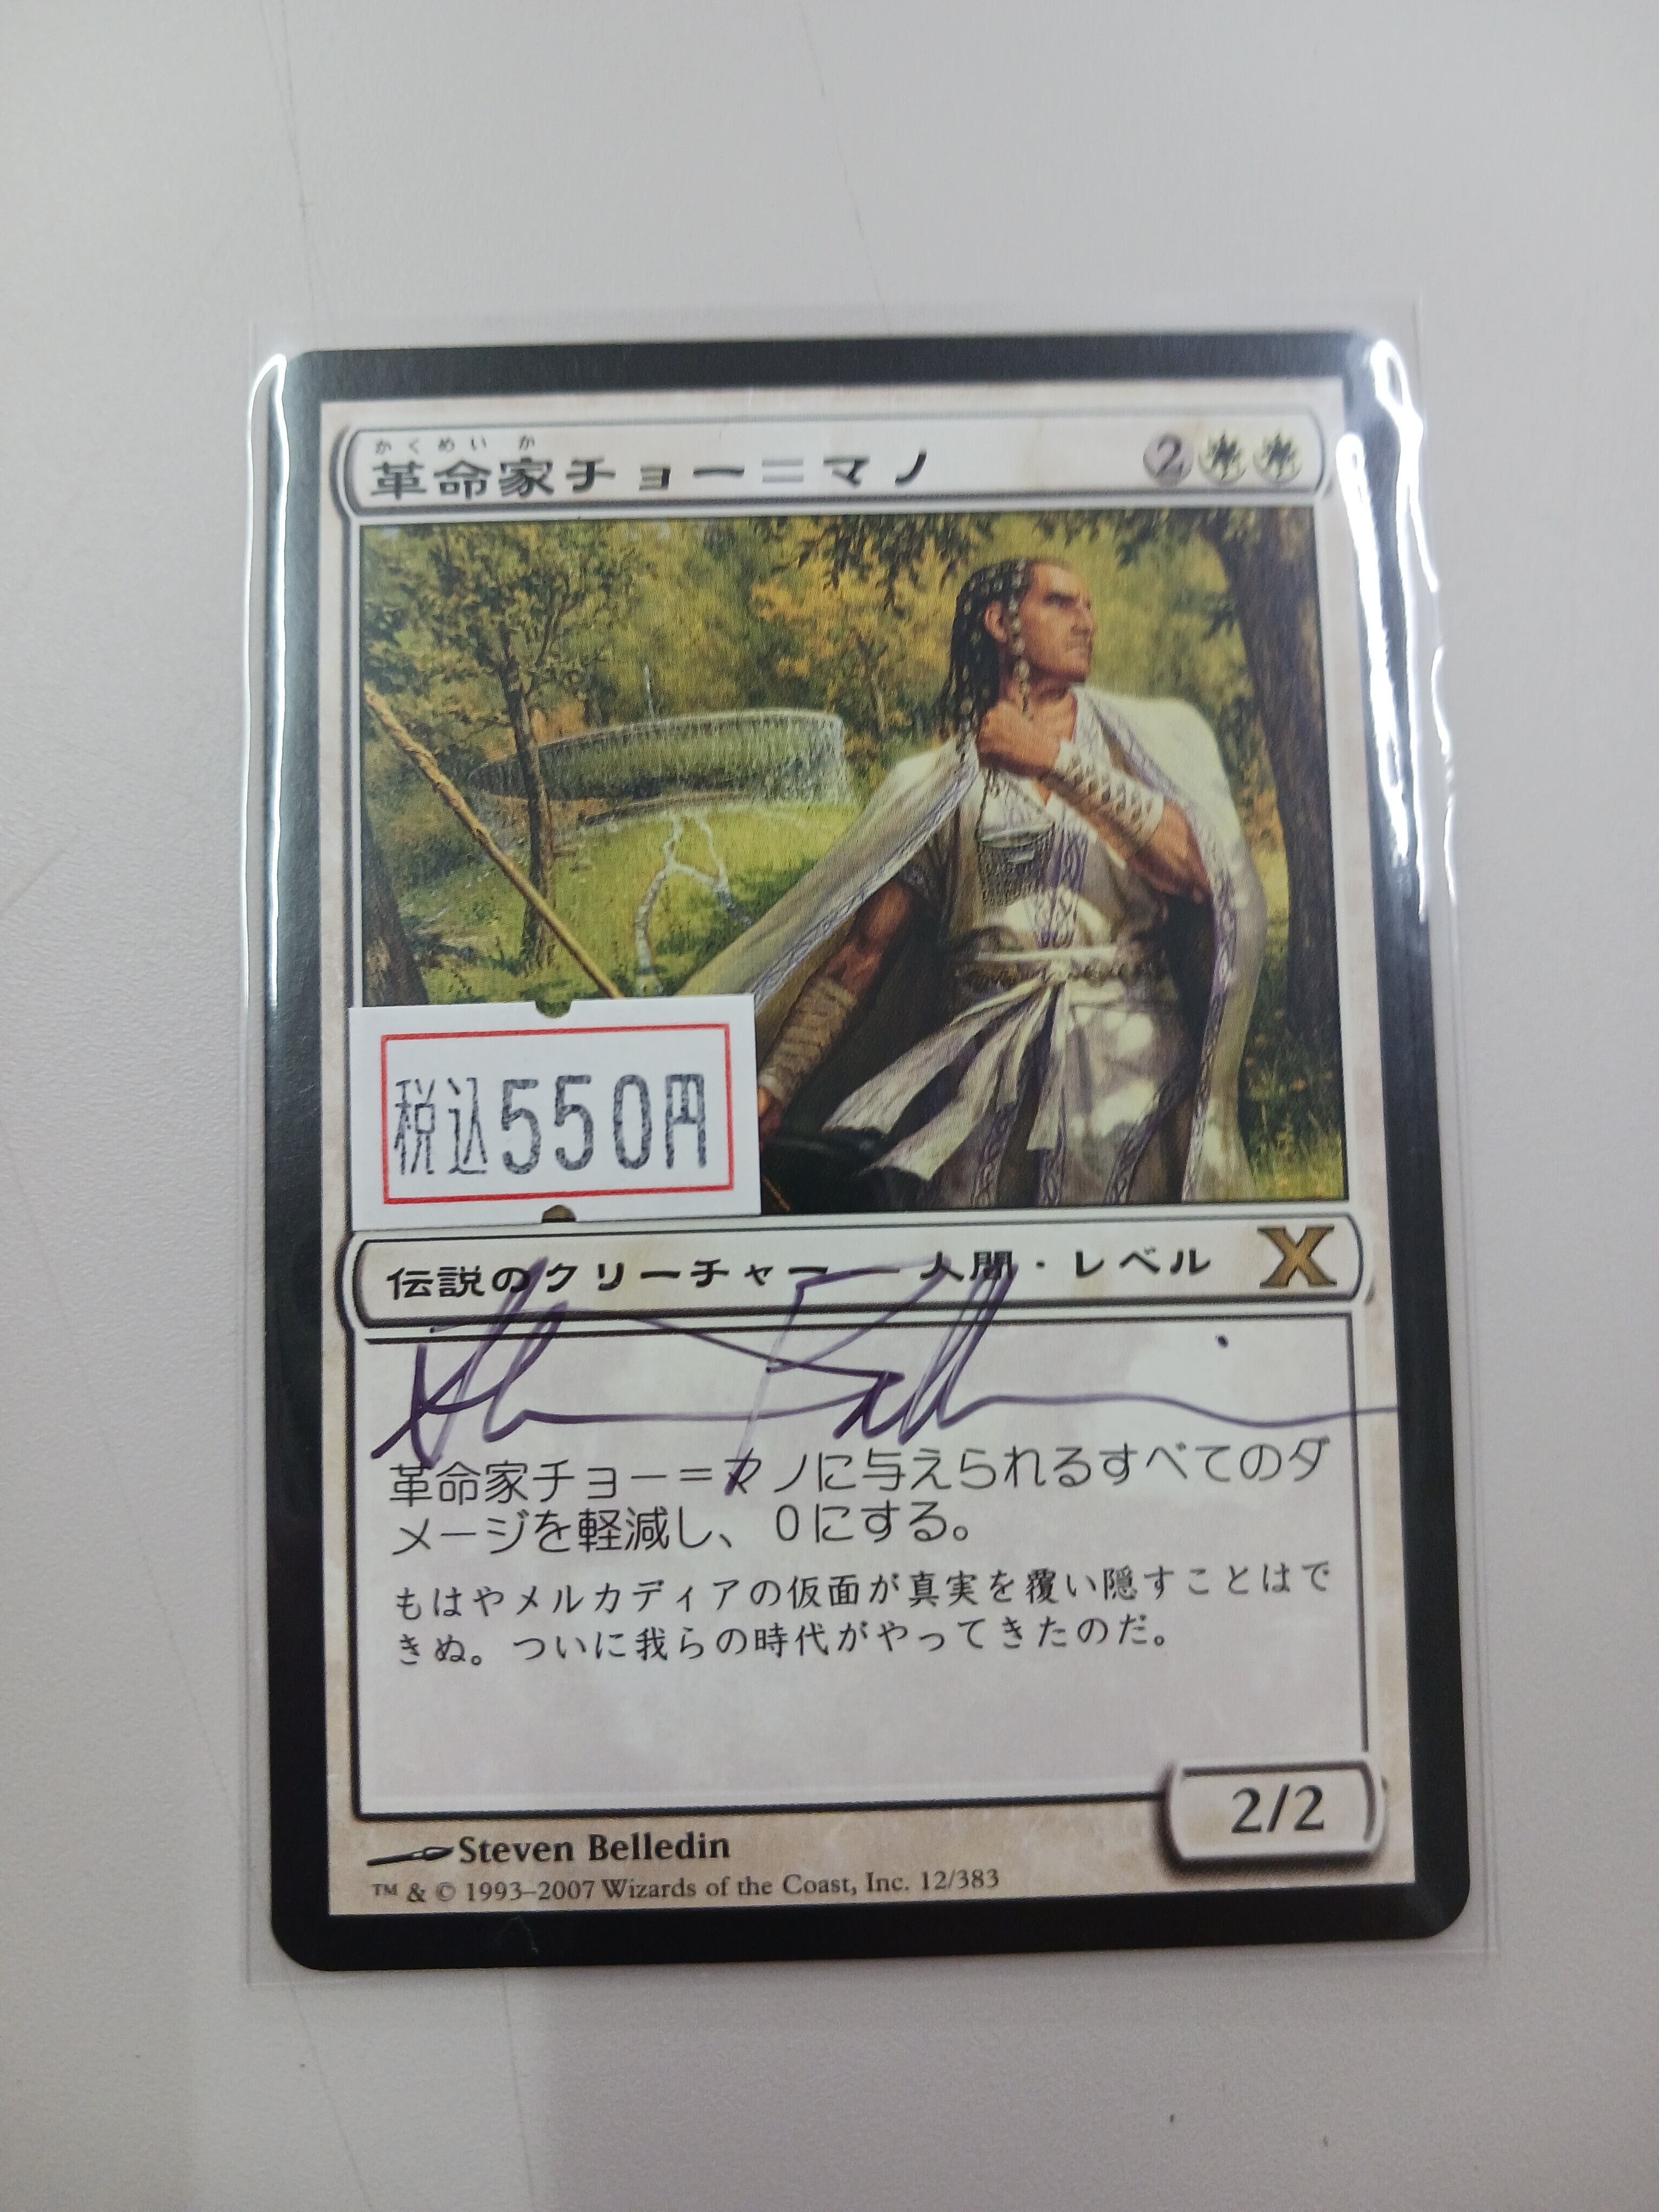 かくめいか
革命家チョー＝マノ 2
税込550円
伝説のクリーチャー — 人間・レベル X
革命家チョー＝マノに与えられるすべてのダ
メージを軽減し、0にする。
もはやメルカディアの仮面が真実を覆い隠すことはで
きぬ。ついに我らの時代がやってきたのだ。
2/2
Steven Belledin
™ & © 1993–2007 Wizards of the Coast, Inc. 12/383